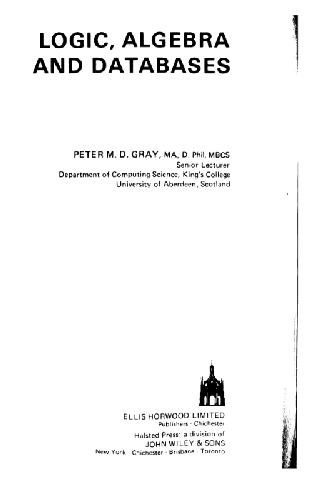 LOGIC, ALGEBRA
AND DATABASES
PETER M. D. GRAY, MA, D. Phil, MBCS
Senior Lecturer
Department of Computing Science, King's College
University of Aberdeen, Scotland
ELLIS HORWOOD LIMITED
Publishers · Chichester
Halsted Press: a division of
JOHN WILEY & SONS
New York · Chichester · Brisbane · Toronto